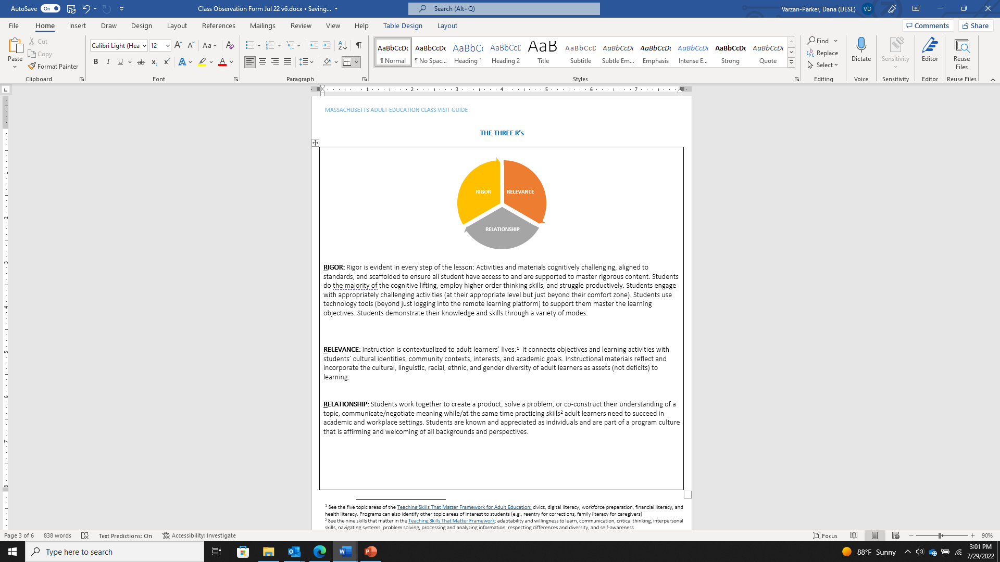 AutoSave On Class Observation Form Jul 22 v6.docx • Saving... Search (Alt+Q) Varzan-Parker, Dana (DESE) VD
File Home Insert Draw Design Layout References Mailings Review View Help Table Design Layout Comments Share
Paste Cut Copy Format Painter
Clipboard
Calibri Light (Hea 12 Aa
B I U ab x₂ x² A A
Font
Paragraph
AaBbCcDc AaBbCcDc AaBbCc AaBbCcD AaB AaBbCcD AaBbCcDc AaBbCcDc AaBbCcDc AaBbCcDc AaBbCcDc
¶ Normal ¶ No Spac... Heading 1 Heading 2 Title Subtitle Subtle Em... Emphasis Intense E... Strong Quote
Styles
Find Replace Select
Editing
Dictate
Voice
Sensitivity
Sensitivity
Editor
Editor
Reuse Files
Reuse Files
1 2 3 4 5 6 7
MASSACHUSETTS ADULT EDUCATION CLASS VISIT GUIDE
THE THREE R’s
RIGOR RELEVANCE
RELATIONSHIP
RIGOR: Rigor is evident in every step of the lesson: Activities and materials cognitively challenging, aligned to
standards, and scaffolded to ensure all student have access to and are supported to master rigorous content. Students
do the majority of the cognitive lifting, employ higher order thinking skills, and struggle productively. Students engage
with appropriately challenging activities (at their appropriate level but just beyond their comfort zone). Students use
technology tools (beyond just logging into the remote learning platform) to support them master the learning
objectives. Students demonstrate their knowledge and skills through a variety of modes.
RELEVANCE: Instruction is contextualized to adult learners’ lives:¹ It connects objectives and learning activities with
students’ cultural identities, community contexts, interests, and academic goals. Instructional materials reflect and
incorporate the cultural, linguistic, racial, ethnic, and gender diversity of adult learners as assets (not deficits) to
learning.
RELATIONSHIP: Students work together to create a product, solve a problem, or co-construct their understanding of a
topic, communicate/negotiate meaning while/at the same time practicing skills² adult learners need to succeed in
academic and workplace settings. Students are known and appreciated as individuals and are part of a program culture
that is affirming and welcoming of all backgrounds and perspectives.
¹ See the five topic areas of the Teaching Skills That Matter Framework for Adult Education: civics, digital literacy, workforce preparation, financial literacy, and
health literacy. Programs can also identify other topic areas of interest to students (e.g., reentry for corrections, family literacy for caregivers)
² See the nine skills that matter in the Teaching Skills That Matter Framework: adaptability and willingness to learn, communication, critical thinking, interpersonal
skills, navigating systems, problem solving, processing and analyzing information, respecting differences and diversity, and self-awareness
Page 3 of 6 838 words Text Predictions: On Accessibility: Investigate Focus 90%
Type here to search 88°F Sunny 3:01 PM
7/29/2022